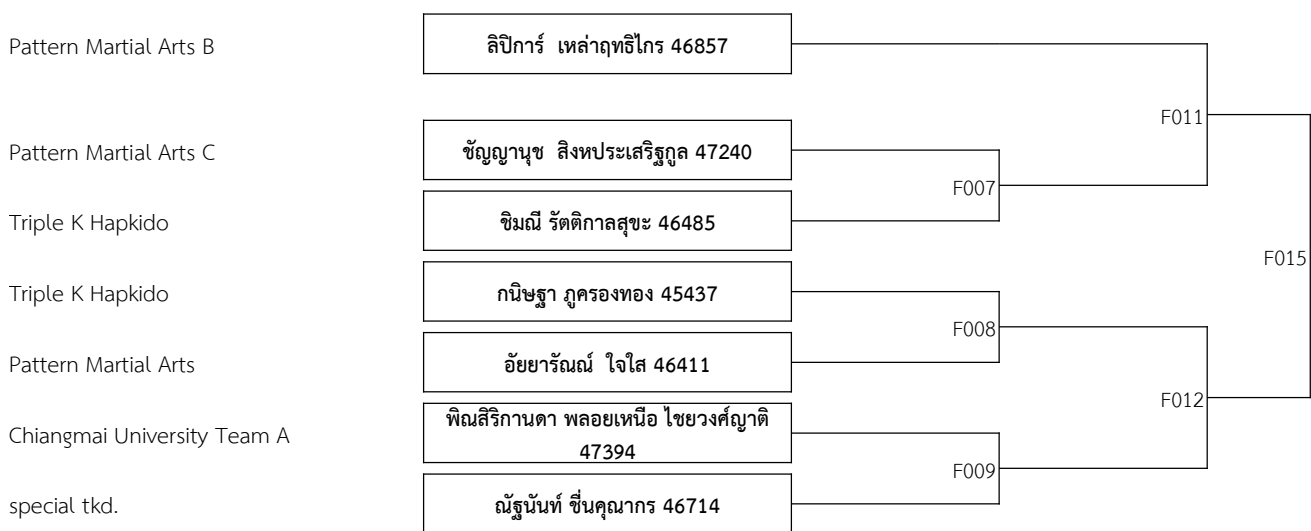 Pattern Martial Arts B
ลิปิการ์  เหล่าฤทธิไกร 46857
F011
Pattern Martial Arts C
ชัญญานุช  สิงหประเสริฐกูล 47240
F007
Triple K Hapkido
ชิมณี รัตติกาลสุขะ 46485
F015
Triple K Hapkido
กนิษฐา ภูครองทอง 45437
F008
Pattern Martial Arts
อัยยารัณณ์  ใจใส 46411
F012
Chiangmai University Team A
พิณสิริกานดา พลอยเหนือ ไชยวงศ์ญาติ
47394
F009
special tkd.
ณัฐนันท์ ชื่นคุณากร 46714